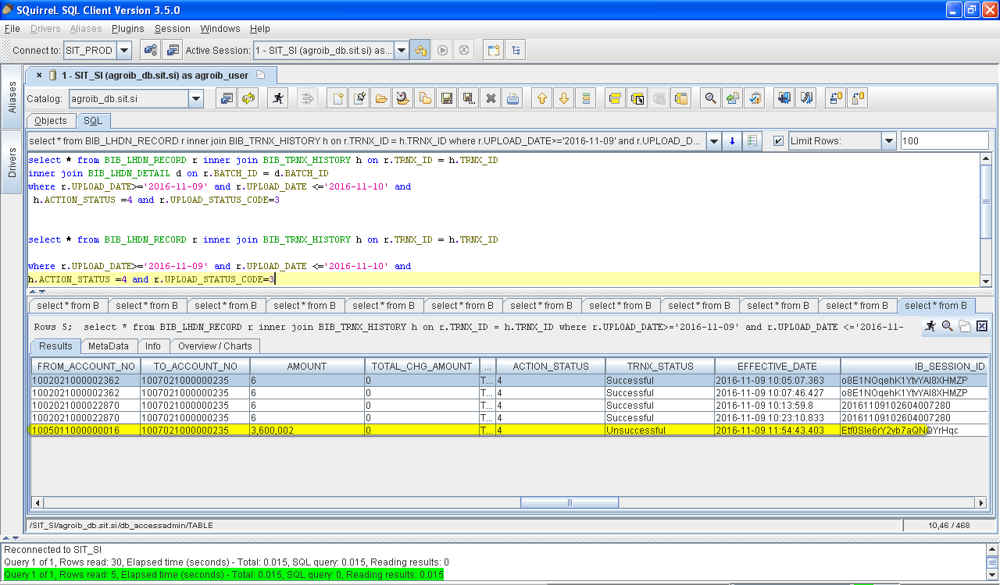 SQuirreL SQL Client Version 3.5.0
File Drivers Aliases Plugins Session Windows Help
Connect to: SIT_PROD Active Session: 1 - SIT_SI (agroib_db.sit.si) as...
Aliases
Drivers
1 - SIT_SI (agroib_db.sit.si) as agroib_user
Catalog: agroib_db.sit.si
Objects SQL
select * from BIB_LHDN_RECORD r inner join BIB_TRNX_HISTORY h on r.TRNX_ID = h.TRNX_ID where r.UPLOAD_DATE>='2016-11-09' and r.UPLOAD_D... Limit Rows: 100
select * from BIB_LHDN_RECORD r inner join BIB_TRNX_HISTORY h on r.TRNX_ID = h.TRNX_ID
inner join BIB_LHDN_DETAIL d on r.BATCH_ID = d.BATCH_ID
where r.UPLOAD_DATE>='2016-11-09' and r.UPLOAD_DATE <='2016-11-10' and
h.ACTION_STATUS =4 and r.UPLOAD_STATUS_CODE=3
select * from BIB_LHDN_RECORD r inner join BIB_TRNX_HISTORY h on r.TRNX_ID = h.TRNX_ID
where r.UPLOAD_DATE>='2016-11-09' and r.UPLOAD_DATE <='2016-11-10' and
h.ACTION_STATUS =4 and r.UPLOAD_STATUS_CODE=3
select * from B select * from B select * from B select * from B select * from B select * from B select * from B select * from B select * from B select * from B select * from B select * from B
Rows 5; select * from BIB_LHDN_RECORD r inner join BIB_TRNX_HISTORY h on r.TRNX_ID = h.TRNX_ID where r.UPLOAD_DATE>='2016-11-09' and r.UPLOAD_DATE <='2016-11-
Results MetaData Info Overview / Charts
FROM_ACCOUNT_NO TO_ACCOUNT_NO AMOUNT TOTAL_CHG_AMOUNT ... ACTION_STATUS TRNX_STATUS EFFECTIVE_DATE IB_SESSION_ID
1002021000002362 1007021000000235 6 0 T... 4 Successful 2016-11-09 10:05:07.363 o8E1NOqehK1YtvYAl8XHMZP
1002021000002362 1007021000000235 6 0 T... 4 Successful 2016-11-09 10:07:46.427 o8E1NOqehK1YtvYAl8XHMZP
1002021000022870 1007021000000235 6 0 T... 4 Successful 2016-11-09 10:13:59.8 20161109102604007280
1002021000022870 1007021000000235 6 0 T... 4 Successful 2016-11-09 10:23:10.833 20161109102604007280
1005011000000016 1007021000000235 3,600,002 0 T... 4 Unsuccessful 2016-11-09 11:54:43.403 Etf0Sle6rY2vb7aQNQYrHqc
/SIT_SI/agroib_db.sit.si/db_accessadmin/TABLE 10,46 / 468
Reconnected to SIT_SI
Query 1 of 1, Rows read: 30, Elapsed time (seconds) - Total: 0.015, SQL query: 0.015, Reading results: 0
Query 1 of 1, Rows read: 5, Elapsed time (seconds) - Total: 0.015, SQL query: 0, Reading results: 0.015